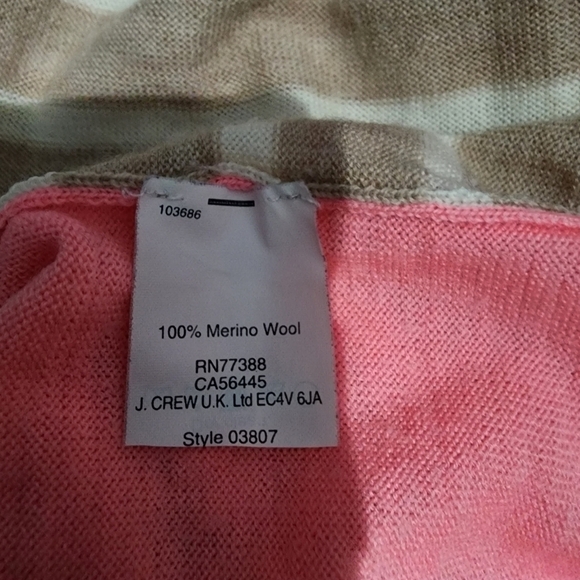 103686
100% Merino Wool
RN77388
CA56445
J. CREW U.K. Ltd EC4V 6JA
Style 03807